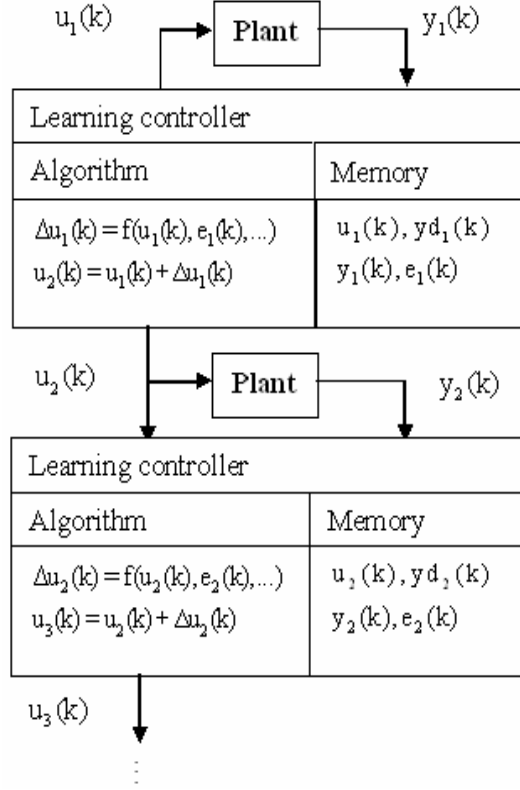 u₁(k) Plant y₁(k)
Learning controller
Algorithm Memory
Δu₁(k) = f(u₁(k), e₁(k),...) u₁(k), yd₁(k)
u₂(k) = u₁(k) + Δu₁(k) y₁(k), e₁(k)
u₂(k) Plant y₂(k)
Learning controller
Algorithm Memory
Δu₂(k) = f(u₂(k), e₂(k),...) u₂(k), yd₂(k)
u₃(k) = u₂(k) + Δu₂(k) y₂(k), e₂(k)
u₃(k)
⋮